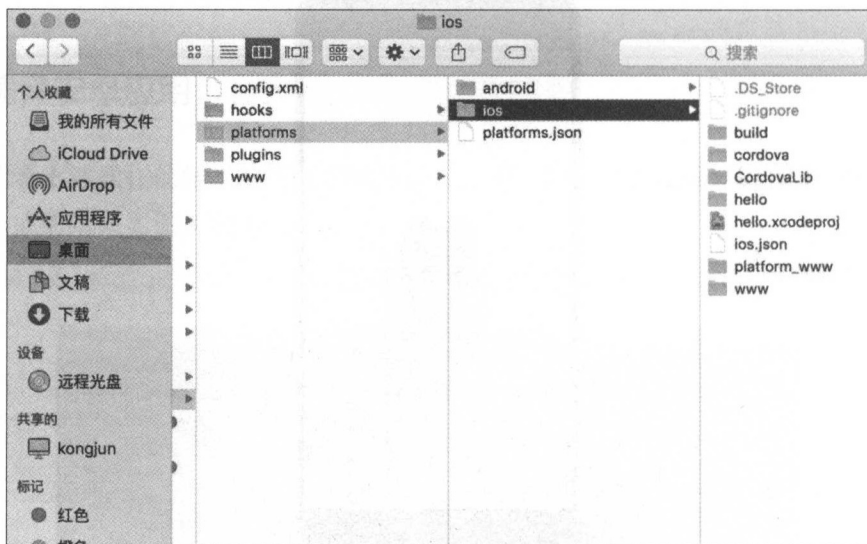 ios
搜索
个人收藏
我的所有文件
iCloud Drive
AirDrop
应用程序
桌面
文稿
下载
设备
远程光盘
共享的
kongjun
标记
红色
橙色
config.xml
hooks
platforms
plugins
www
android
ios
platforms.json
.DS_Store
.gitignore
build
cordova
CordovaLib
hello
hello.xcodeproj
ios.json
platform_www
www